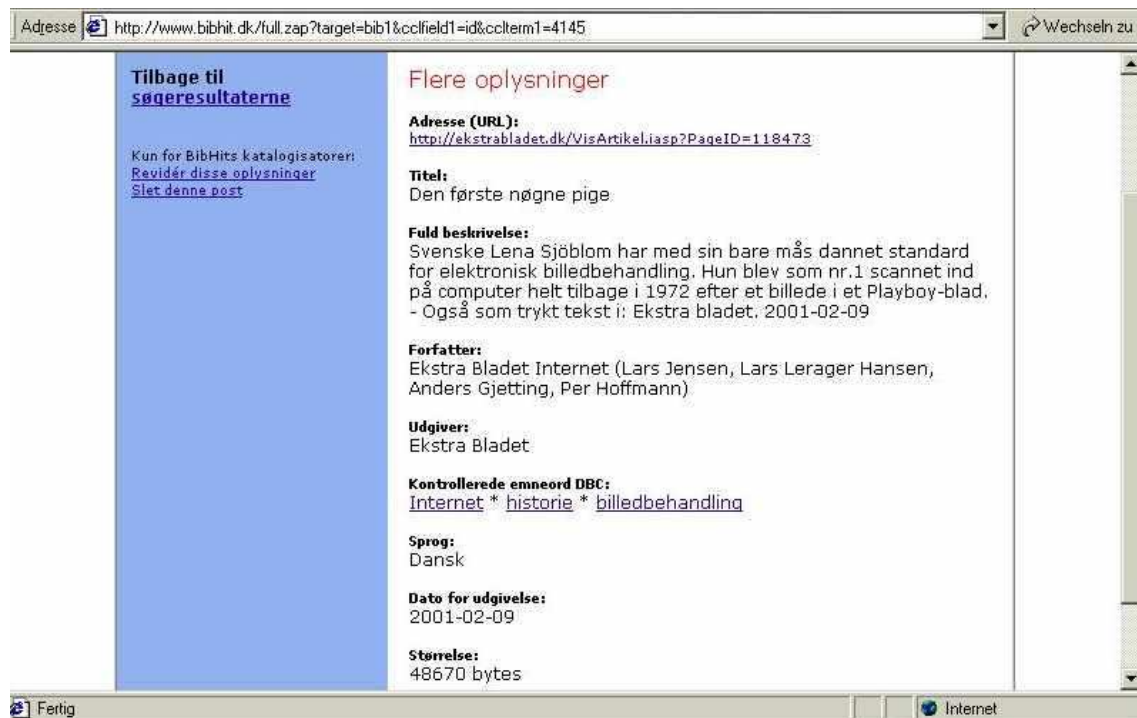 Adresse http://www.bibhit.dk/full.zap?target=bib1&cclfield1=id&cclterm1=4145 Wechseln zu
Tilbage til
søgeresultaterne
Kun for BibHits katalogisatorer:
Revidér disse oplysninger
Slet denne post
Flere oplysninger
Adresse (URL):
http://ekstrabladet.dk/VisArtikel.iasp?PageID=118473
Titel:
Den første nøgne pige
Fuld beskrivelse:
Svenske Lena Sjöblom har med sin bare mås dannet standard
for elektronisk billedbehandling. Hun blev som nr.1 scannet ind
på computer helt tilbage i 1972 efter et billede i et Playboy-blad.
- Også som trykt tekst i: Ekstra bladet. 2001-02-09
Forfatter:
Ekstra Bladet Internet (Lars Jensen, Lars Lerager Hansen,
Anders Gjetting, Per Hoffmann)
Udgiver:
Ekstra Bladet
Kontrollerede emneord DBC:
Internet * historie * billedbehandling
Sprog:
Dansk
Dato for udgivelse:
2001-02-09
Størrelse:
48670 bytes
Fertig Internet